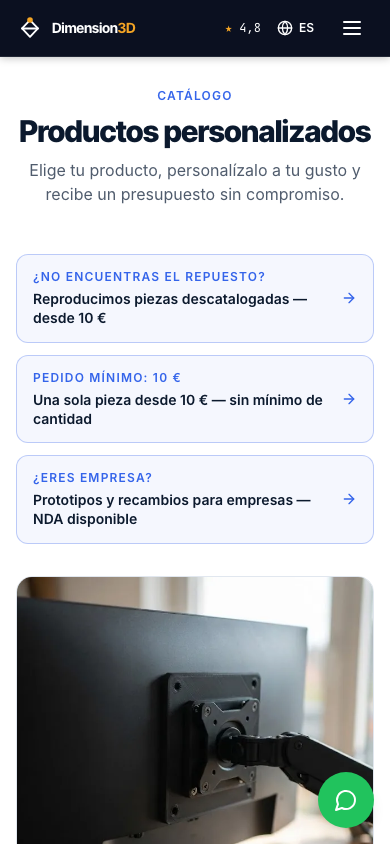 Dimension3D
★ 4,8
ES
CATÁLOGO
Productos personalizados
Elige tu producto, personalízalo a tu gusto y
recibe un presupuesto sin compromiso.
¿NO ENCUENTRAS EL REPUESTO?
Reproducimos piezas descatalogadas —
desde 10 €
PEDIDO MÍNIMO: 10 €
Una sola pieza desde 10 € — sin mínimo de
cantidad
¿ERES EMPRESA?
Prototipos y recambios para empresas —
NDA disponible